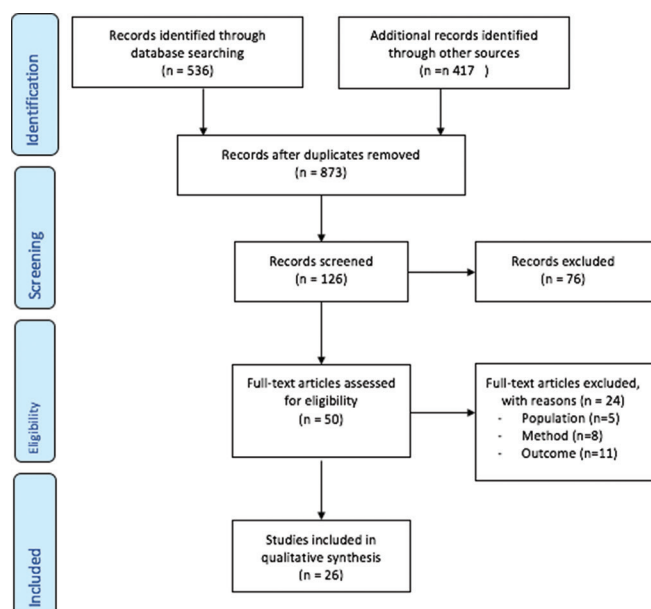 Identification
Records identified through
database searching
(n = 536)
Additional records identified
through other sources
(n =n 417   )
Records after duplicates removed
(n = 873)
Screening
Records screened
(n = 126)
Records excluded
(n = 76)
Eligibility
Full-text articles assessed
for eligibility
(n = 50)
Full-text articles excluded,
with reasons (n = 24)
- Population (n=5)
- Method (n=8)
- Outcome (n=11)
Included
Studies included in
qualitative synthesis
(n = 26)